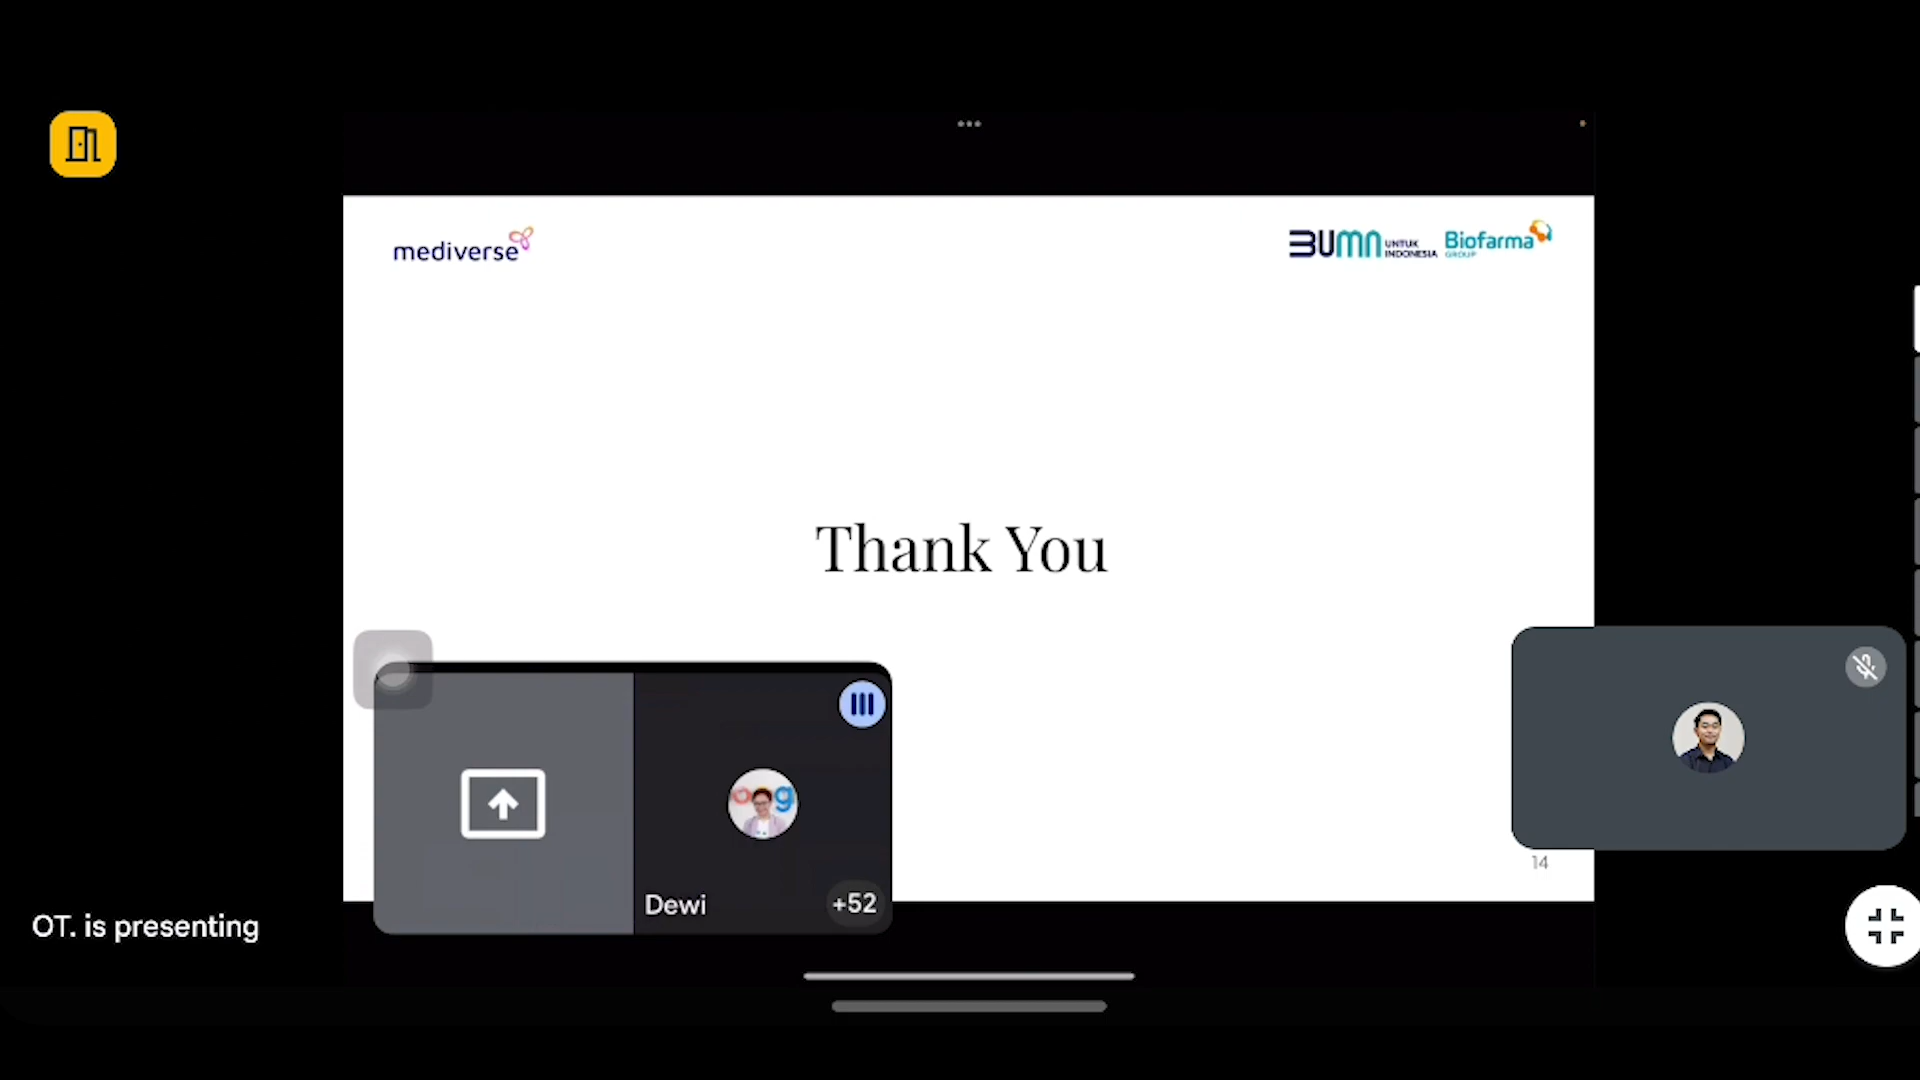 mediverse
BUMN UNTUK INDONESIA
Biofarma GROUP
Thank You
Dewi
+52
14
OT. is presenting